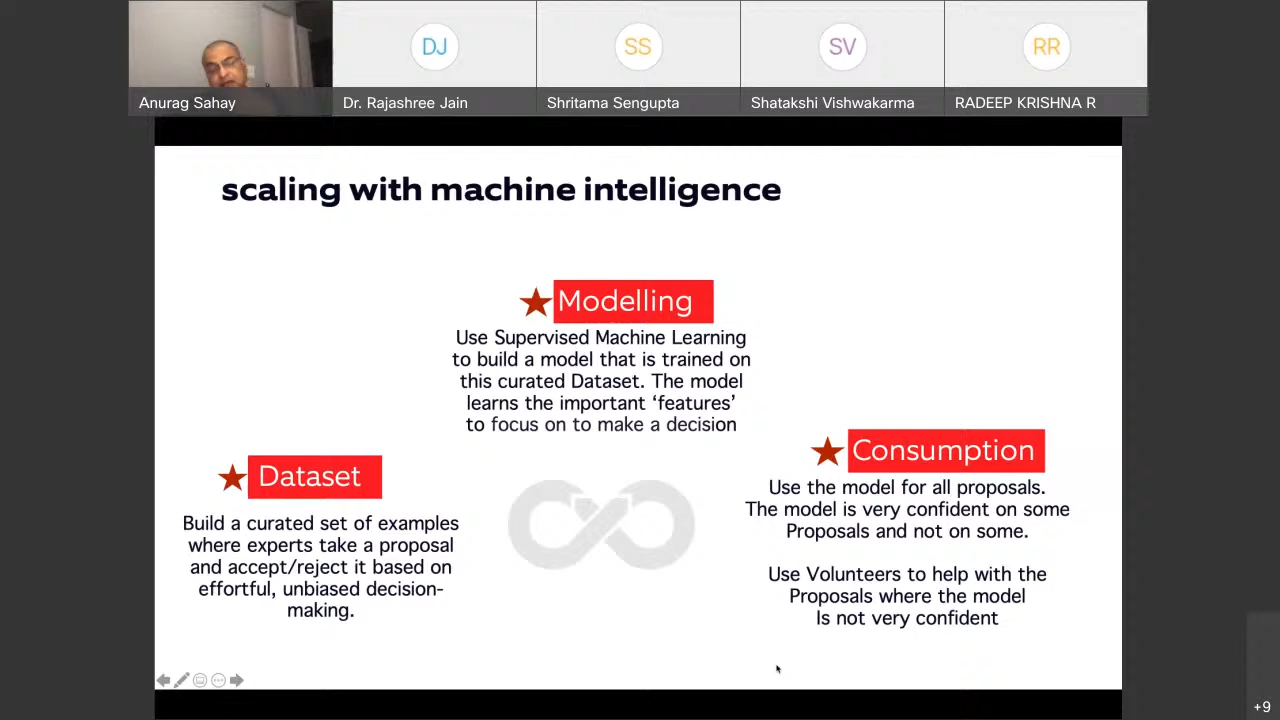 DJ
SS
SV
RR
Anurag Sahay
Dr. Rajashree Jain
Shritama Sengupta
Shatakshi Vishwakarma
RADEEP KRISHNA R
scaling with machine intelligence
Modelling
Use Supervised Machine Learning
to build a model that is trained on
this curated Dataset. The model
learns the important ‘features’
to focus on to make a decision
Dataset
Build a curated set of examples
where experts take a proposal
and accept/reject it based on
effortful, unbiased decision-
making.
Consumption
Use the model for all proposals.
The model is very confident on some
Proposals and not on some.
Use Volunteers to help with the
Proposals where the model
Is not very confident
+9